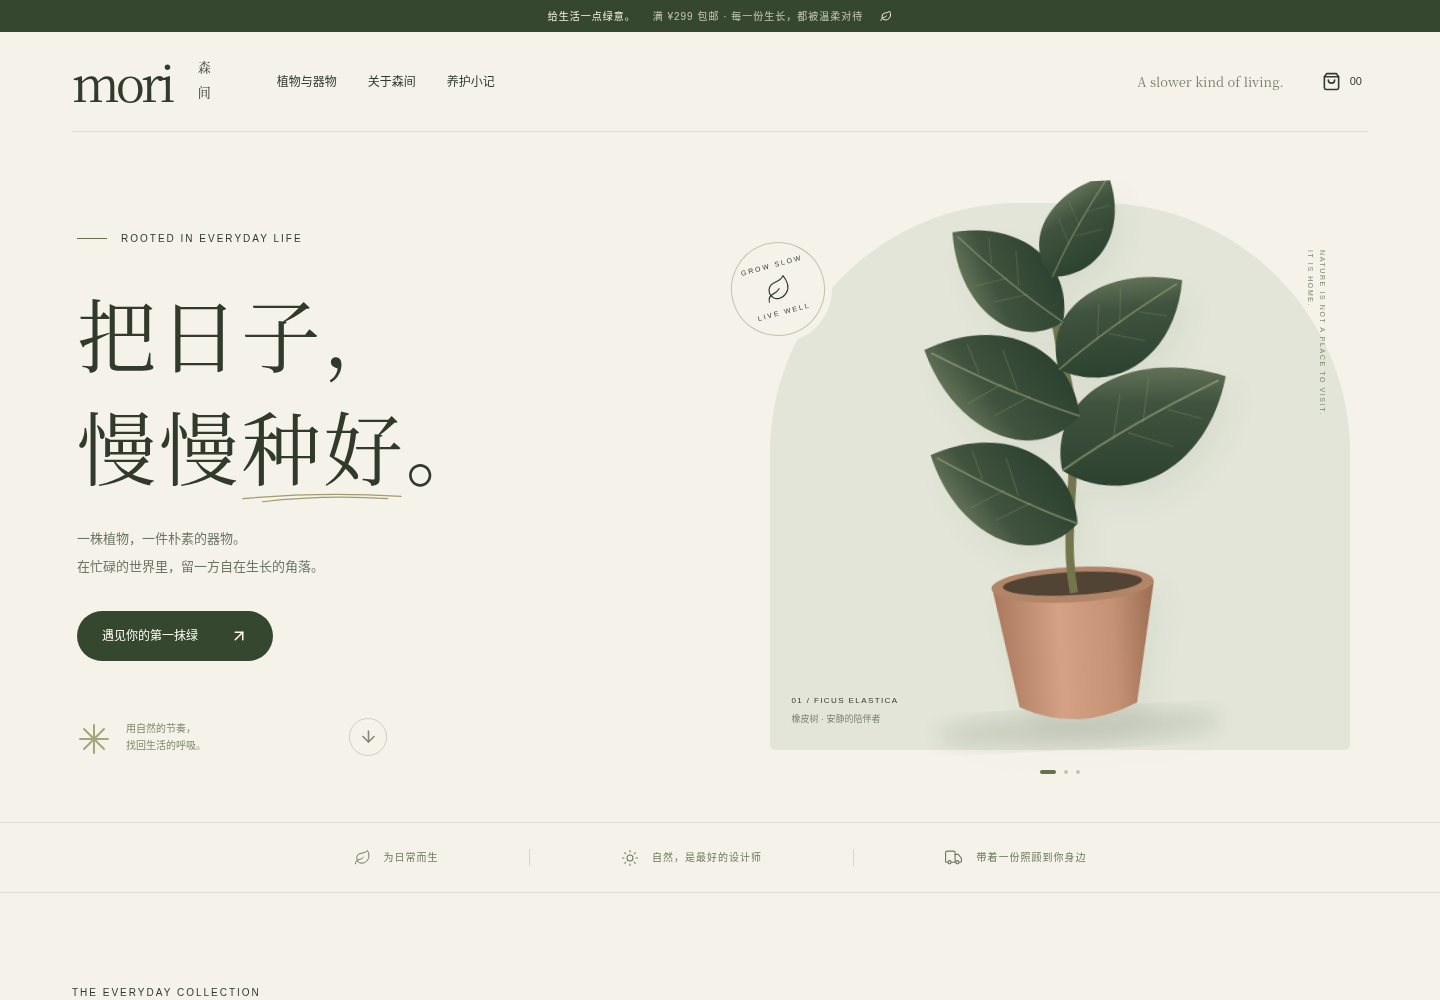 给生活一点绿意。 满 ¥299 包邮 · 每一份生长，都被温柔对待
mori 森间
植物与器物 关于森间 养护小记
A slower kind of living.
00
ROOTED IN EVERYDAY LIFE
把日子，
慢慢种好。
一株植物，一件朴素的器物。
在忙碌的世界里，留一方自在生长的角落。
遇见你的第一抹绿
用自然的节奏，
找回生活的呼吸。
GROW SLOW
LIVE WELL
NATURE IS NOT A PLACE TO VISIT.
IT IS HOME.
01 / FICUS ELASTICA
橡皮树 · 安静的陪伴者
为日常而生
自然，是最好的设计师
带着一份照顾到你身边
THE EVERYDAY COLLECTION